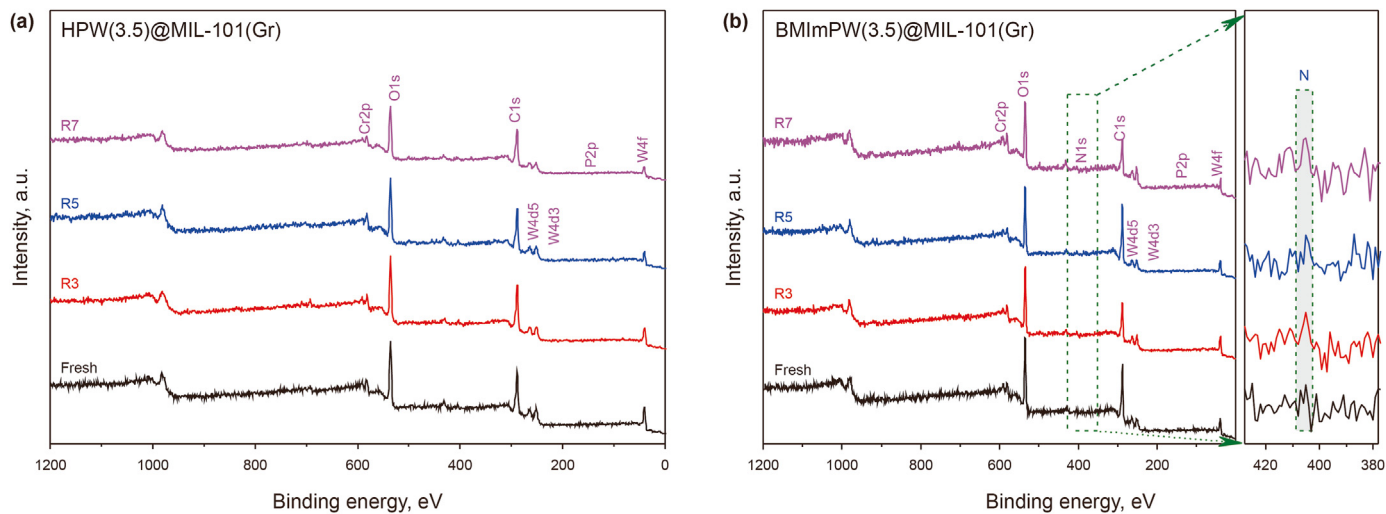 (a)
HPW(3.5)@MIL-101(Gr)
R7
Cr2p
O1s
C1s
P2p
W4f
R5
W4d5
W4d3
R3
Fresh
Intensity, a.u.
1200
1000
800
600
400
200
0
Binding energy, eV
(b)
BMImPW(3.5)@MIL-101(Gr)
R7
Cr2p
O1s
N1s
C1s
P2p
W4f
R5
W4d5
W4d3
R3
Fresh
Intensity, a.u.
1200
1000
800
600
400
200
Binding energy, eV
N
420
400
380